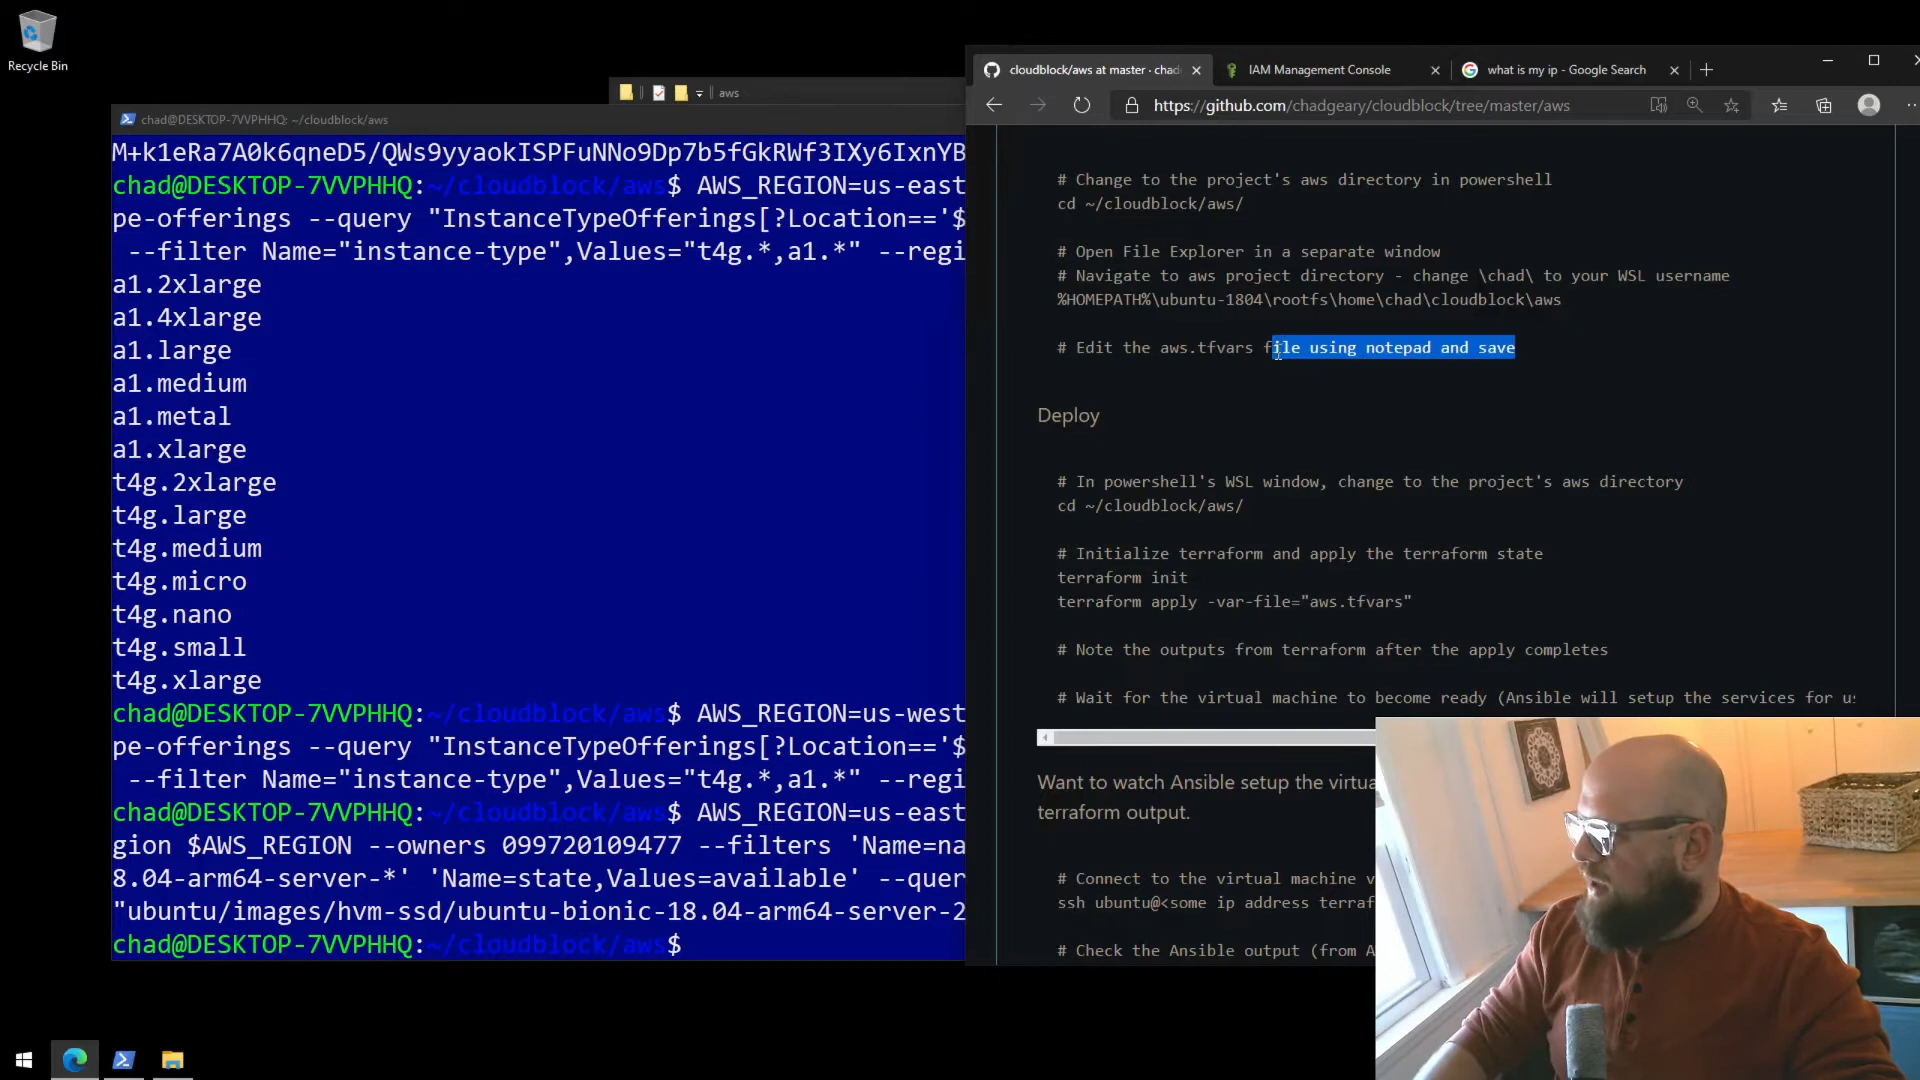 Recycle Bin
aws
chad@DESKTOP-7VVPHHQ: ~/cloudblock/aws
M+k1eRa7A0k6qneD5/QWs9yyaokISPFuNNo9Dp7b5fGkRWf3IXy6IxnYB
chad@DESKTOP-7VVPHHQ:~/cloudblock/aws$ AWS_REGION=us-east
pe-offerings --query "InstanceTypeOfferings[?Location=='$
--filter Name="instance-type",Values="t4g.*,a1.*" --regi
a1.2xlarge
a1.4xlarge
a1.large
a1.medium
a1.metal
a1.xlarge
t4g.2xlarge
t4g.large
t4g.medium
t4g.micro
t4g.nano
t4g.small
t4g.xlarge
chad@DESKTOP-7VVPHHQ:~/cloudblock/aws$ AWS_REGION=us-west
pe-offerings --query "InstanceTypeOfferings[?Location=='$
--filter Name="instance-type",Values="t4g.*,a1.*" --regi
chad@DESKTOP-7VVPHHQ:~/cloudblock/aws$ AWS_REGION=us-east
gion $AWS_REGION --owners 099720109477 --filters 'Name=na
8.04-arm64-server-*' 'Name=state,Values=available' --quer
"ubuntu/images/hvm-ssd/ubuntu-bionic-18.04-arm64-server-2
chad@DESKTOP-7VVPHHQ:~/cloudblock/aws$
cloudblock/aws at master · chad
IAM Management Console
what is my ip - Google Search
https://github.com/chadgeary/cloudblock/tree/master/aws
# Change to the project's aws directory in powershell
cd ~/cloudblock/aws/
# Open File Explorer in a separate window
# Navigate to aws project directory - change \chad\ to your WSL username
%HOMEPATH%\ubuntu-1804\rootfs\home\chad\cloudblock\aws
# Edit the aws.tfvars file using notepad and save
Deploy
# In powershell's WSL window, change to the project's aws directory
cd ~/cloudblock/aws/
# Initialize terraform and apply the terraform state
terraform init
terraform apply -var-file="aws.tfvars"
# Note the outputs from terraform after the apply completes
# Wait for the virtual machine to become ready (Ansible will setup the services for us
Want to watch Ansible setup the virtua
terraform output.
# Connect to the virtual machine v
ssh ubuntu@<some ip address terraf
# Check the Ansible output (from A